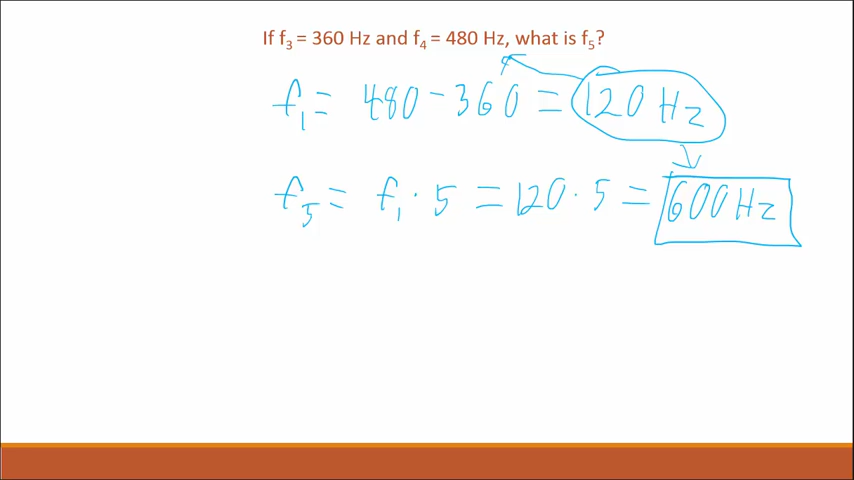 If f₃ = 360 Hz and f₄ = 480 Hz, what is f₅?
f₁ = 480 - 360 = 120 Hz
f₅ = f₁ · 5 = 120 · 5 = 600 Hz